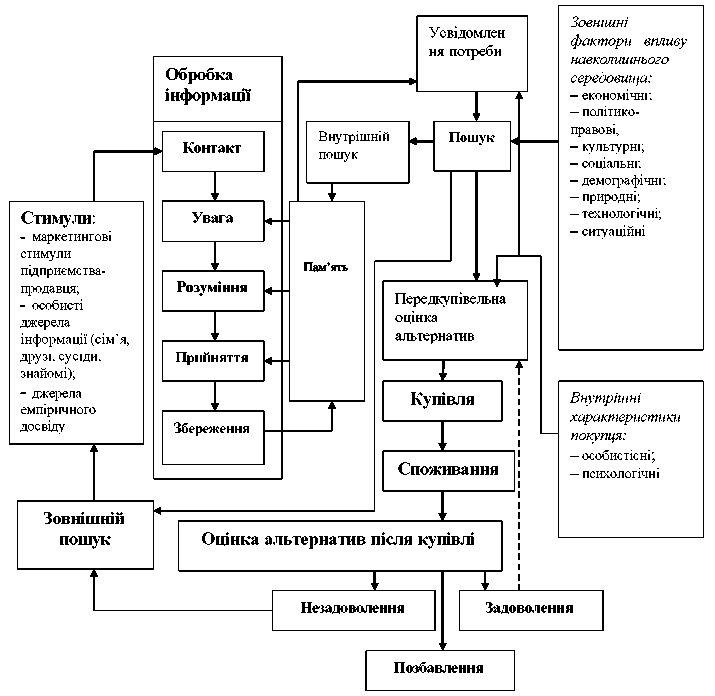 Усвідомлен
ня потреби
Зовнішні
фактори впливу
навколишнього
середовища:
– економічні;
– політико-
правові,
– культурні;
– соціальні;
– демографічні;
– природні;
– технологічні;
– ситуаційні
Обробка
інформації
Контакт
Увага
Розуміння
Прийняття
Збереження
Внутрішній
пошук
Пошук
Пам’ять
Стимули:
- маркетингові
стимули
підприємства-
продавця;
- особисті
джерела
інформації (сім’я,
друзі, сусіди,
знайомі);
- джерела
емпіричного
досвіду
Передкупівельна
оцінка
альтернатив
Купівля
Споживання
Внутрішні
характеристики
покупця:
– особистісні;
– психологічні
Зовнішній
пошук
Оцінка альтернатив після купівлі
Незадоволення
Задоволення
Позбавлення